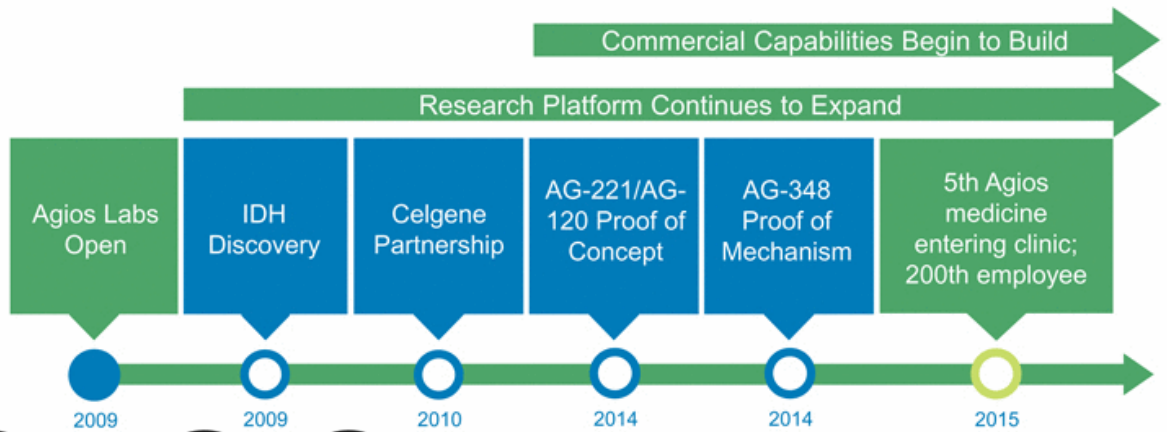 Commercial Capabilities Begin to Build
Research Platform Continues to Expand
Agios Labs
Open
IDH
Discovery
Celgene
Partnership
AG-221/AG-
120 Proof of
Concept
AG-348
Proof of
Mechanism
5th Agios
medicine
entering clinic;
200th employee
2009
2009
2010
2014
2014
2015